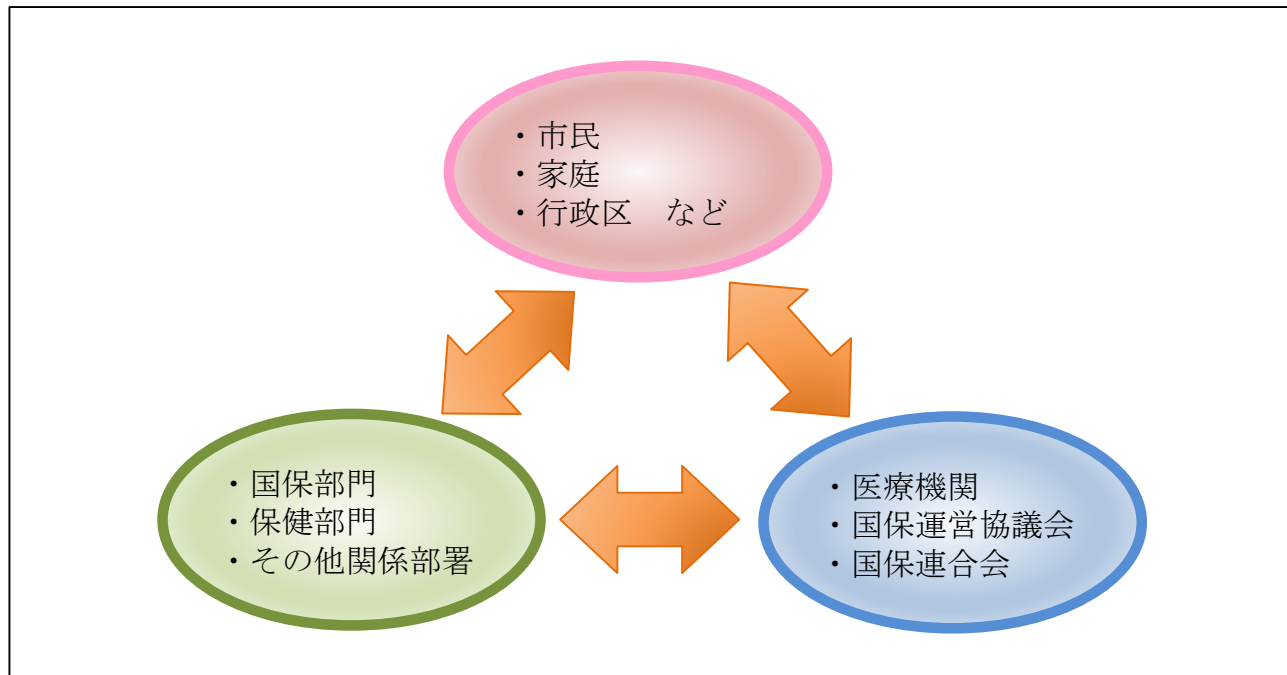 ・市民
・家庭
・行政区　など
・国保部門
・保健部門
・その他関係部署
・医療機関
・国保運営協議会
・国保連合会